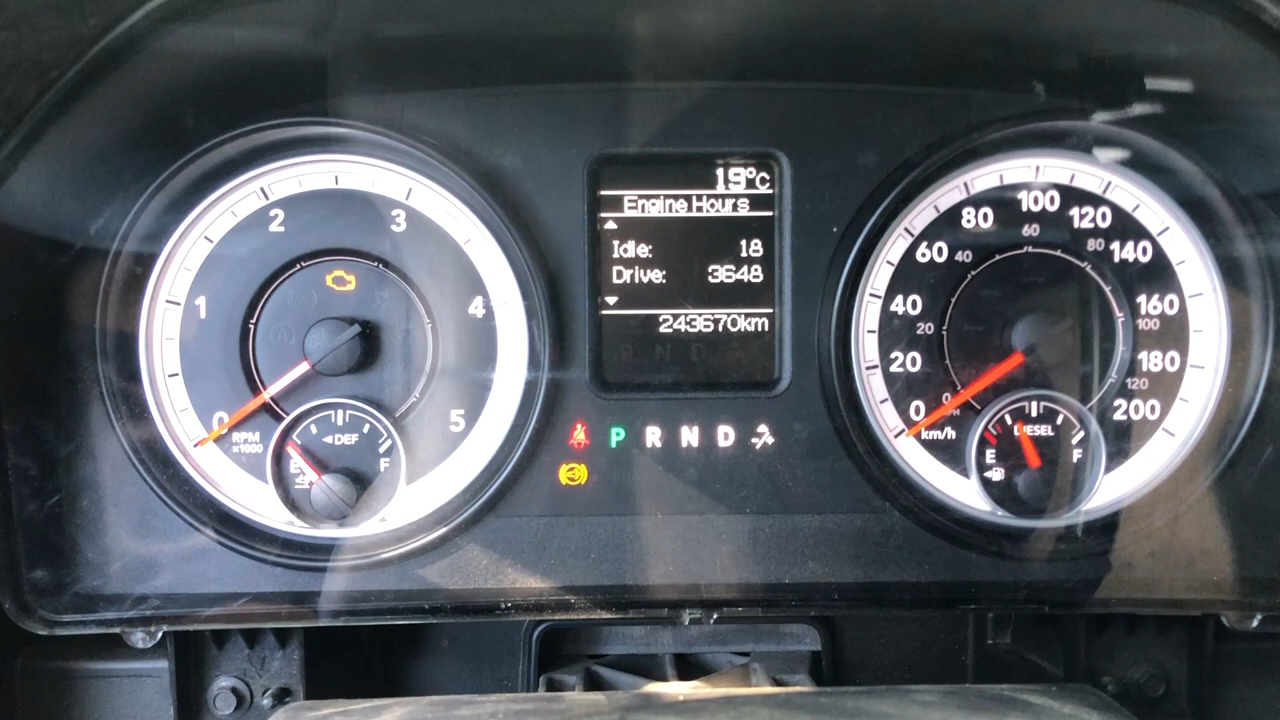 19°C
Engine Hours
Idle: 18
Drive: 3648
243670km
P R N D
0 1 2 3 4 5
RPM
x1000
DEF
E F
0 20 40 60 80 100 120 140 160 180 200
km/h
0 20 40 60 80 100 120
DIESEL
E F